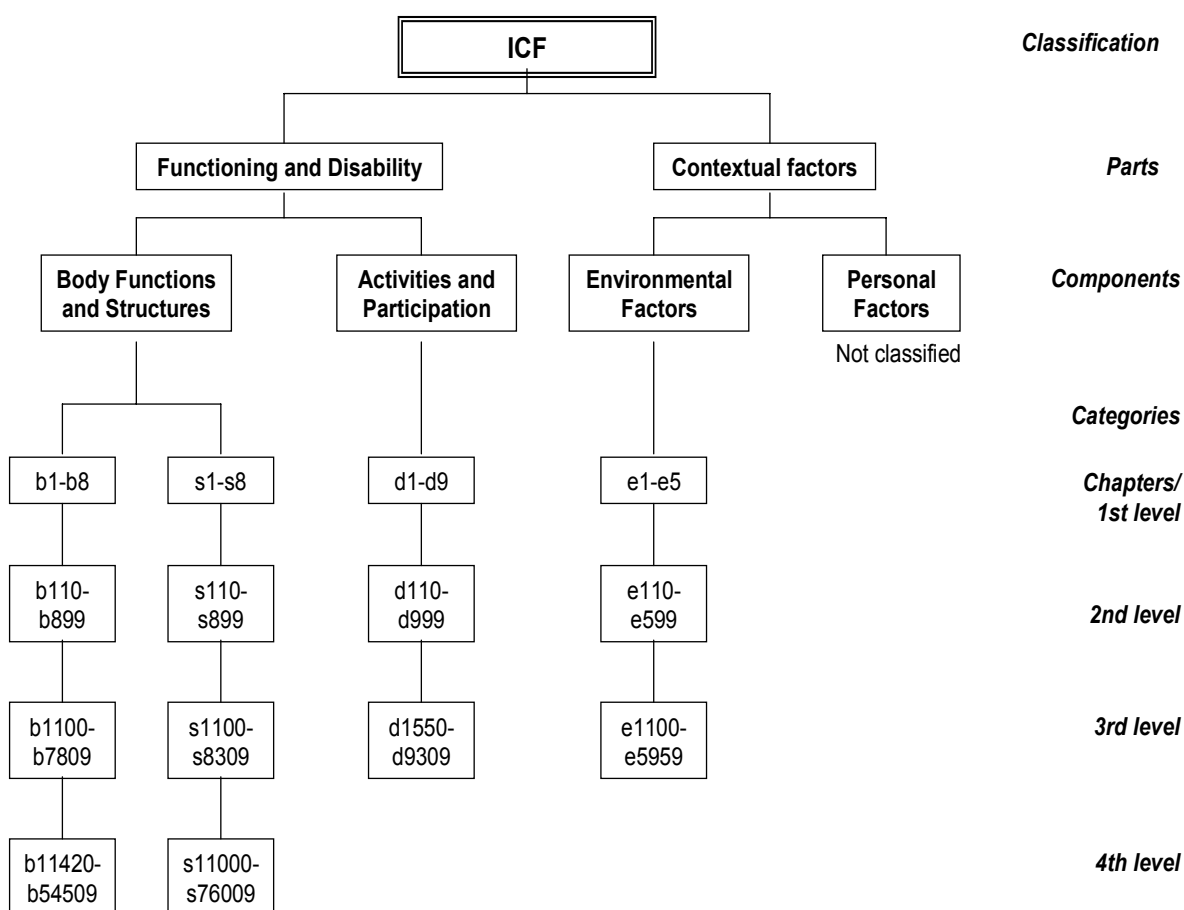 ICF
Classification
Functioning and Disability
Contextual factors
Parts
Body Functions
and Structures
Activities and
Participation
Environmental
Factors
Personal
Factors
Components
Not classified
Categories
b1-b8
s1-s8
d1-d9
e1-e5
Chapters/
1st level
b110-
b899
s110-
s899
d110-
d999
e110-
e599
2nd level
b1100-
b7809
s1100-
s8309
d1550-
d9309
e1100-
e5959
3rd level
b11420-
b54509
s11000-
s76009
4th level